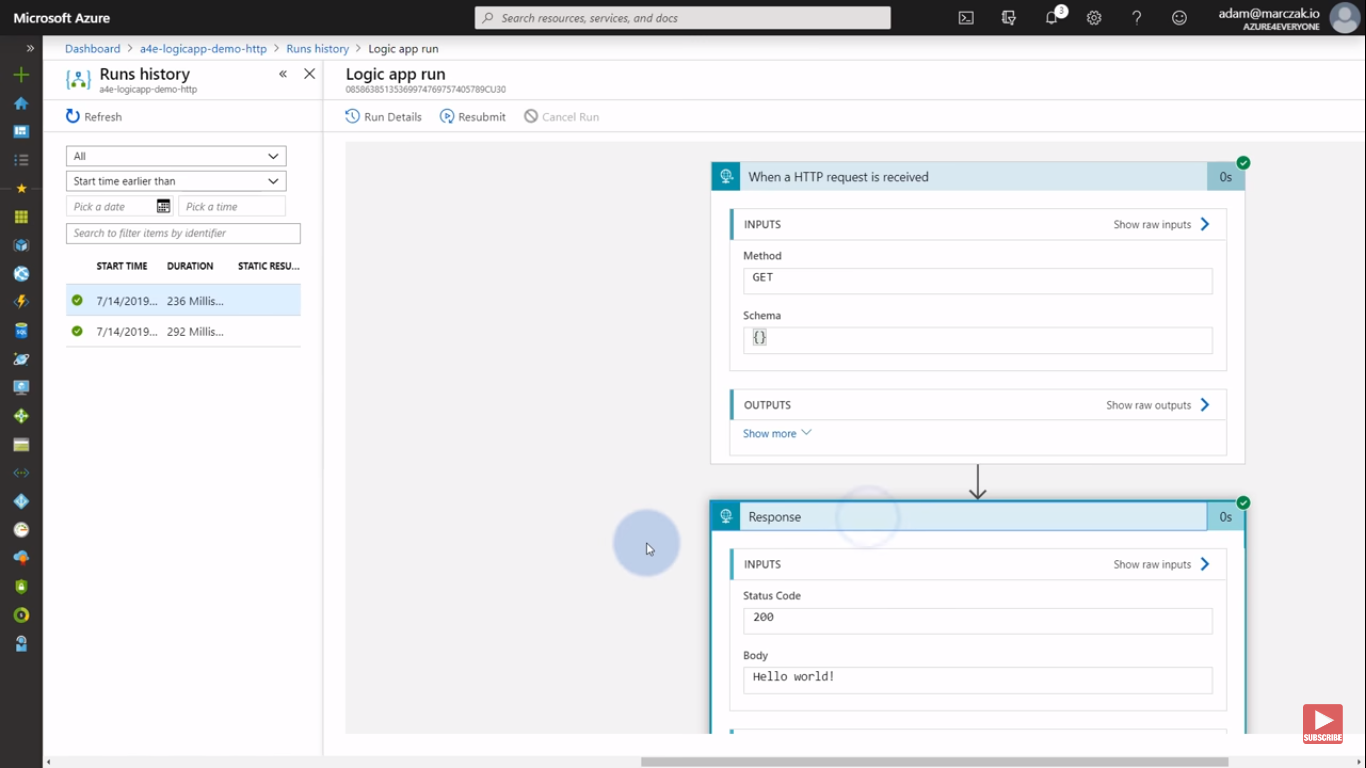 Microsoft Azure
Search resources, services, and docs
3
adam@marczak.io
AZURE4EVERYONE
Dashboard > a4e-logicapp-demo-http > Runs history > Logic app run
Runs history
a4e-logicapp-demo-http
Refresh
All
Start time earlier than
Pick a date
Pick a time
Search to filter items by identifier
START TIME DURATION STATIC RESU...
7/14/2019... 236 Millis...
7/14/2019... 292 Millis...
Logic app run
Run Details Resubmit Cancel Run
When a HTTP request is received 0s
INPUTS Show raw inputs
Method
GET
Schema
{}
OUTPUTS Show raw outputs
Show more
Response 0s
INPUTS Show raw inputs
Status Code
200
Body
Hello world!
SUBSCRIBE